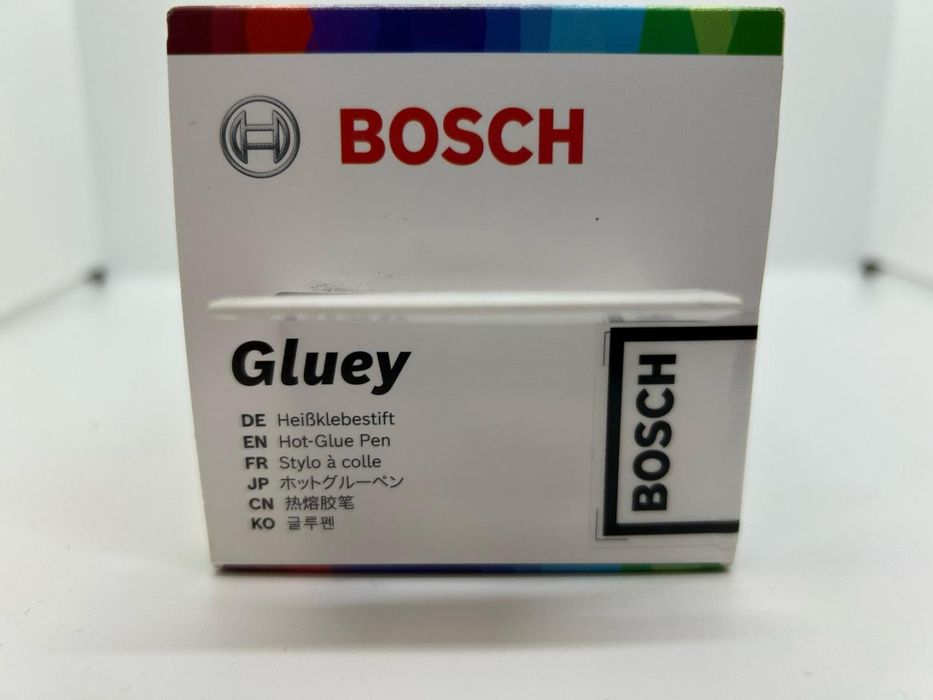 BOSCH
Gluey
DE Heißklebestift
EN Hot-Glue Pen
FR Stylo à colle
JP ホットグルーペン
CN 热熔胶笔
KO 글루펜
BOSCH